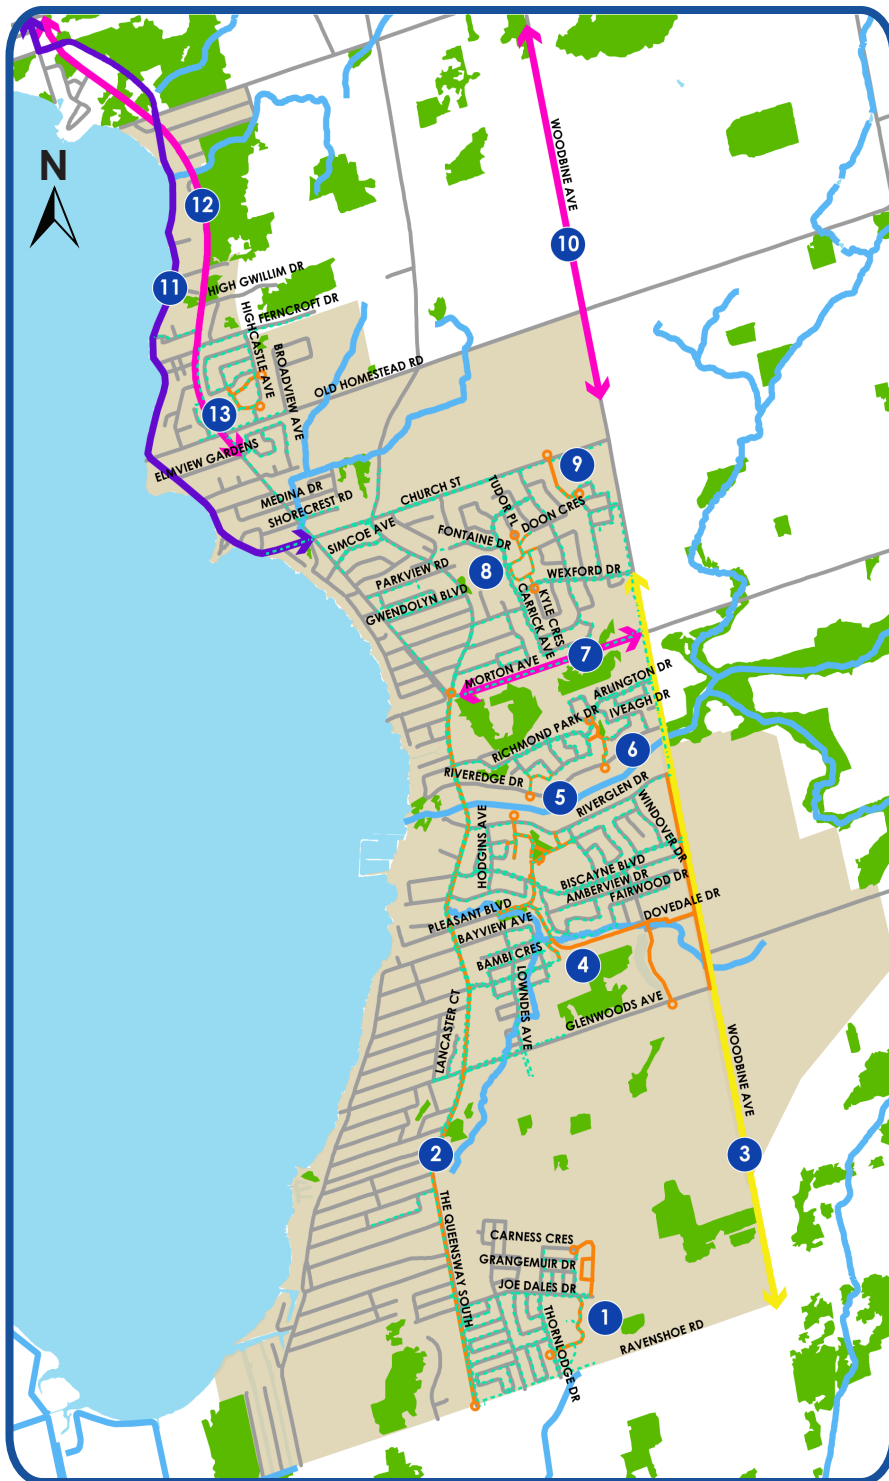 N
WOODBINE AVE
12
10
11
HIGH GWILLIM DR
FERNCROFT DR
HIGHCASTLE AVE
BROADVIEW AVE
OLD HOMESTEAD RD
13
ELMVIEW GARDENS
MEDINA DR
SHORECREST RD
CHURCH ST
SIMCOE AVE
9
TUDOR PL
DOON CRES
FONTAINE DR
8
PARKVIEW RD
WEXFORD DR
GWENDOLYN BLVD
KYLE CRES
CARRICK AVE
7
MORTON AVE
ARLINGTON DR
IVEAGH DR
RICHMOND PARK DR
6
RIVEREDGE DR
5
RIVERGLEN DR
WINDOVER DR
HODGINS AVE
BISCAYNE BLVD
AMBERVIEW DR
FAIRWOOD DR
DOVEDALE DR
PLEASANT BLVD
BAYVIEW AVE
BAMBI CRES
4
LOWNDES AVE
LANCASTER CT
GLENWOODS AVE
WOODBINE AVE
2
3
THE QUEENSWAY SOUTH
CARNESS CRES
GRANGEMUIR DR
JOE DALES DR
1
THORNLODGE DR
RAVENSHOE RD